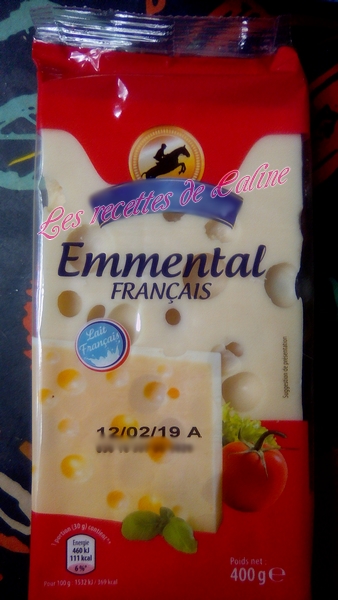 Les recettes de Caline
Emmental
FRANÇAIS
Lait
Français
Suggestion de présentation
12/02/19 A
1 portion (30 g) contient**
Energie
460 kJ
111 kcal
6 %*
Pour 100 g : 1532 kJ / 369 kcal
Poids net :
400 g e